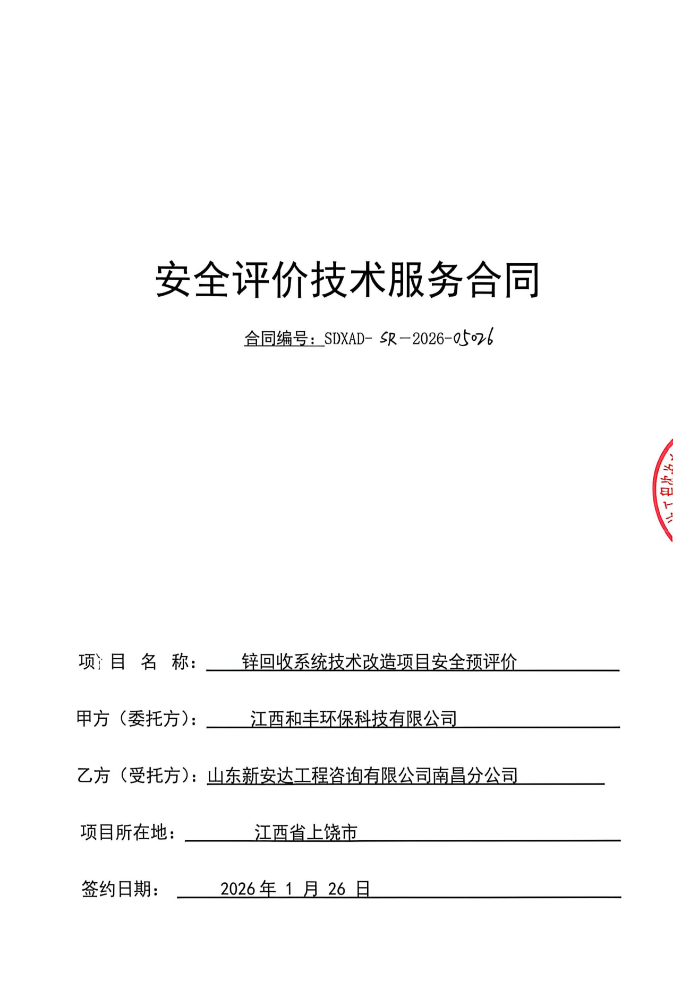 安全评价技术服务合同
合同编号：SDXAD- SR－2026-05026
项目名称：锌回收系统技术改造项目安全预评价
甲方（委托方）：江西和丰环保科技有限公司
乙方（受托方）：山东新安达工程咨询有限公司南昌分公司
项目所在地：江西省上饶市
签约日期：2026年 1 月 26 日